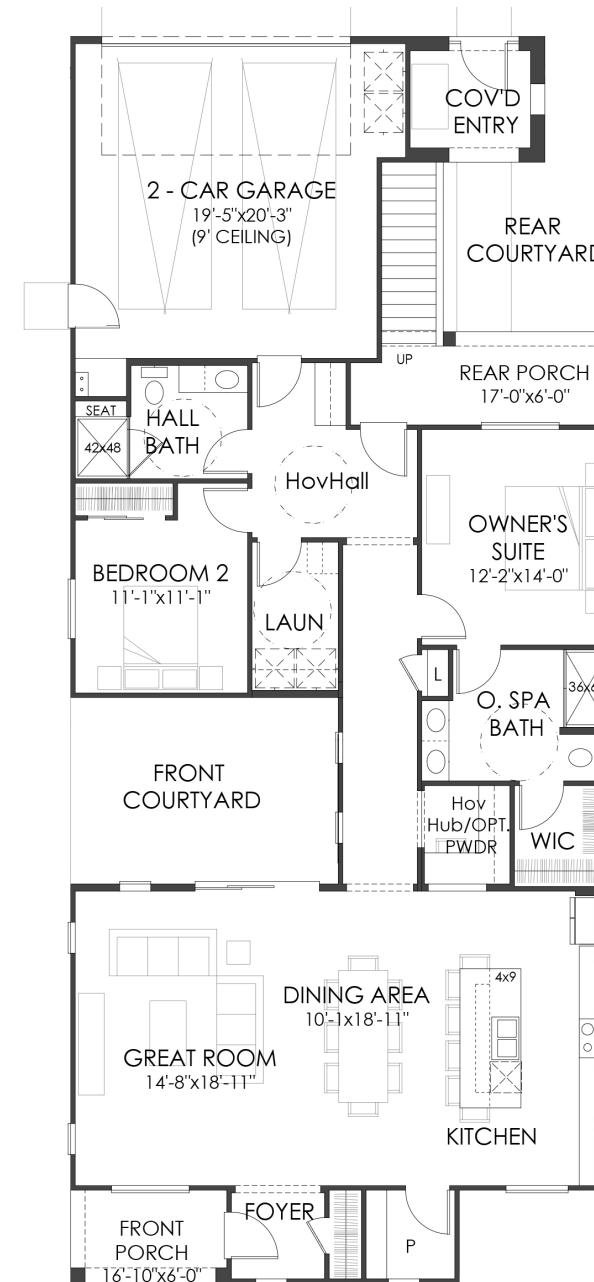 COV'D
ENTRY
2 - CAR GARAGE
19'-5"x20'-3"
(9' CEILING)
REAR
COURTYARD
UP
REAR PORCH
17'-0"x6'-0"
SEAT
42x48
HALL
BATH
HovHall
OWNER'S
SUITE
12'-2"x14'-0"
BEDROOM 2
11'-1"x11'-1"
LAUN
L
36x6
O. SPA
BATH
FRONT
COURTYARD
Hov
Hub/OPT.
PWDR
WIC
4x9
DINING AREA
10'-1x18'-11"
GREAT ROOM
14'-8"x18'-11"
KITCHEN
FOYER
FRONT
PORCH
16'-10"x6'-0"
P